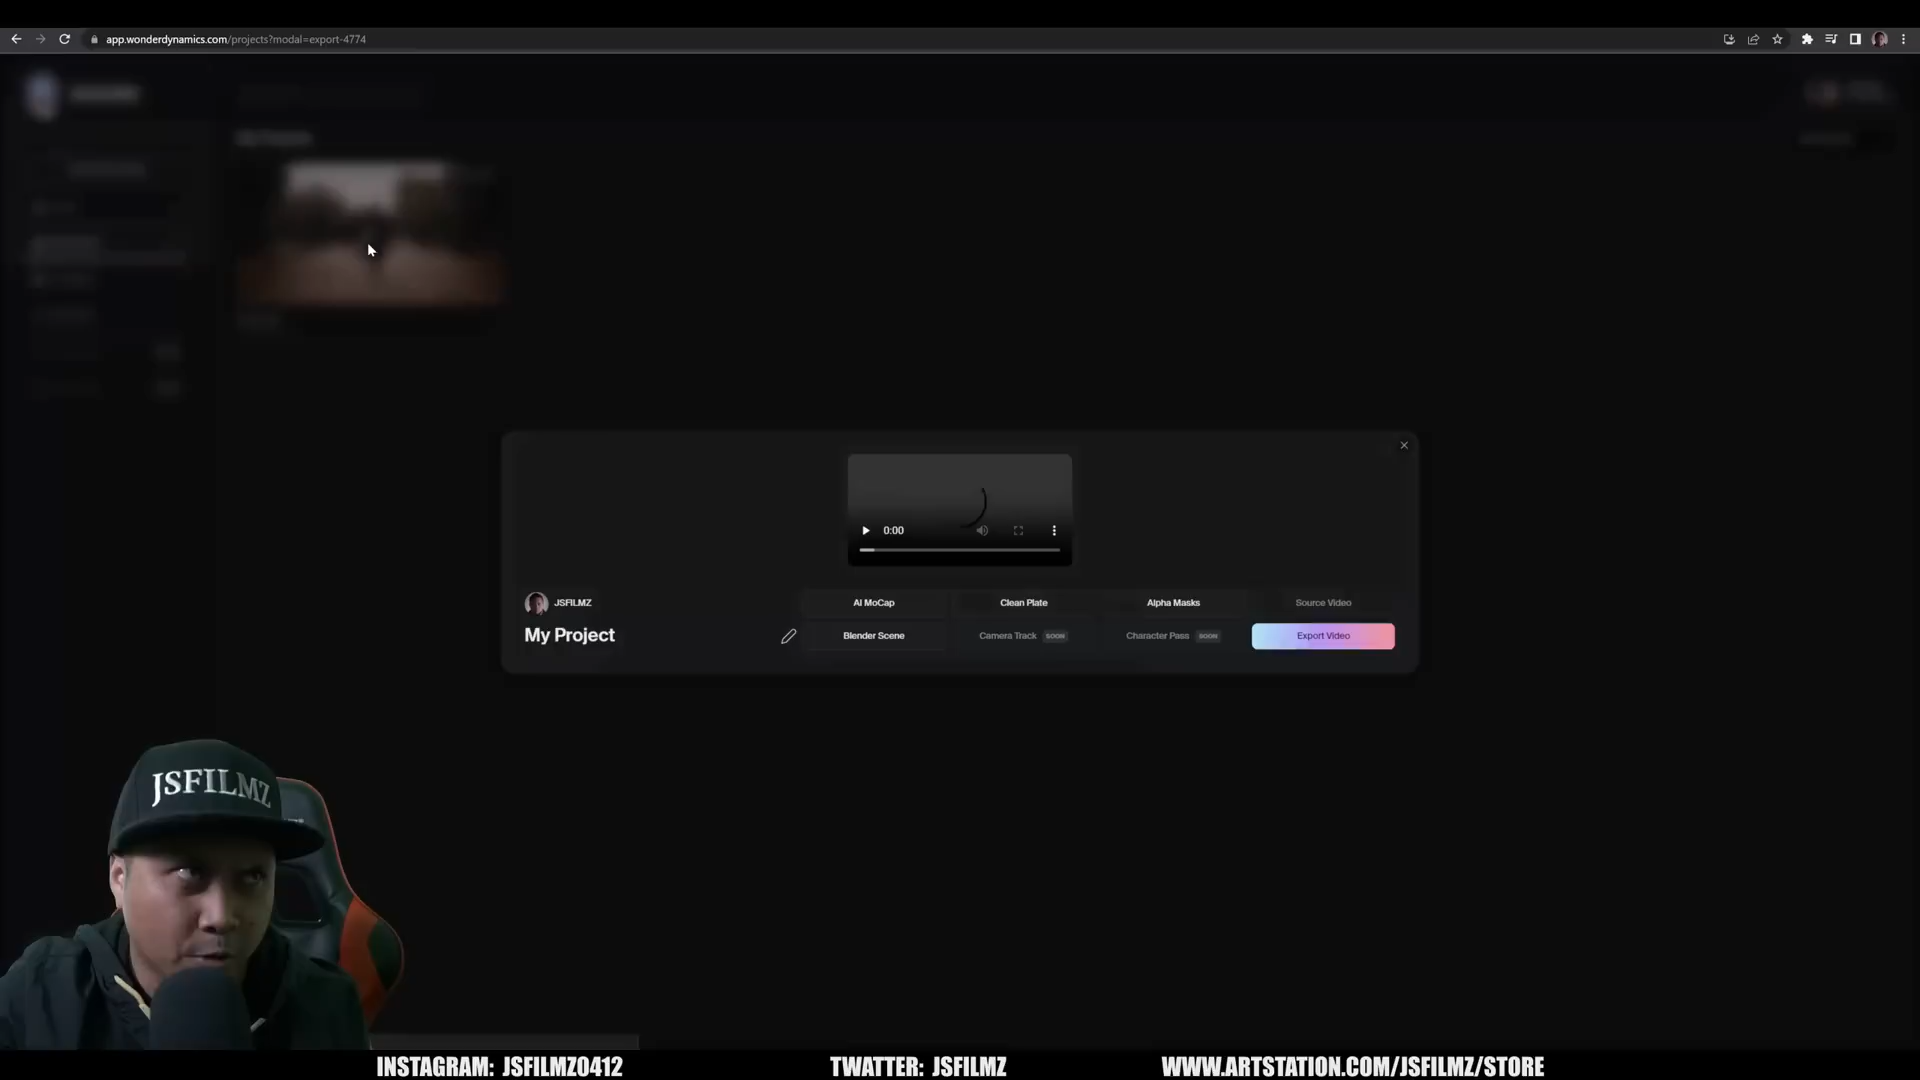 app.wonderdynamics.com/projects?modal=export-4774
0:00
JSFILMZ
AI MoCap
Clean Plate
Alpha Masks
Source Video
My Project
Blender Scene
Camera Track SOON
Character Pass SOON
Export Video
JSFILMZ
INSTAGRAM: JSFILMZ0412
TWATTER: JSFILMZ
WWW.ARTSTATION.COM/JSFILMZ/STORE